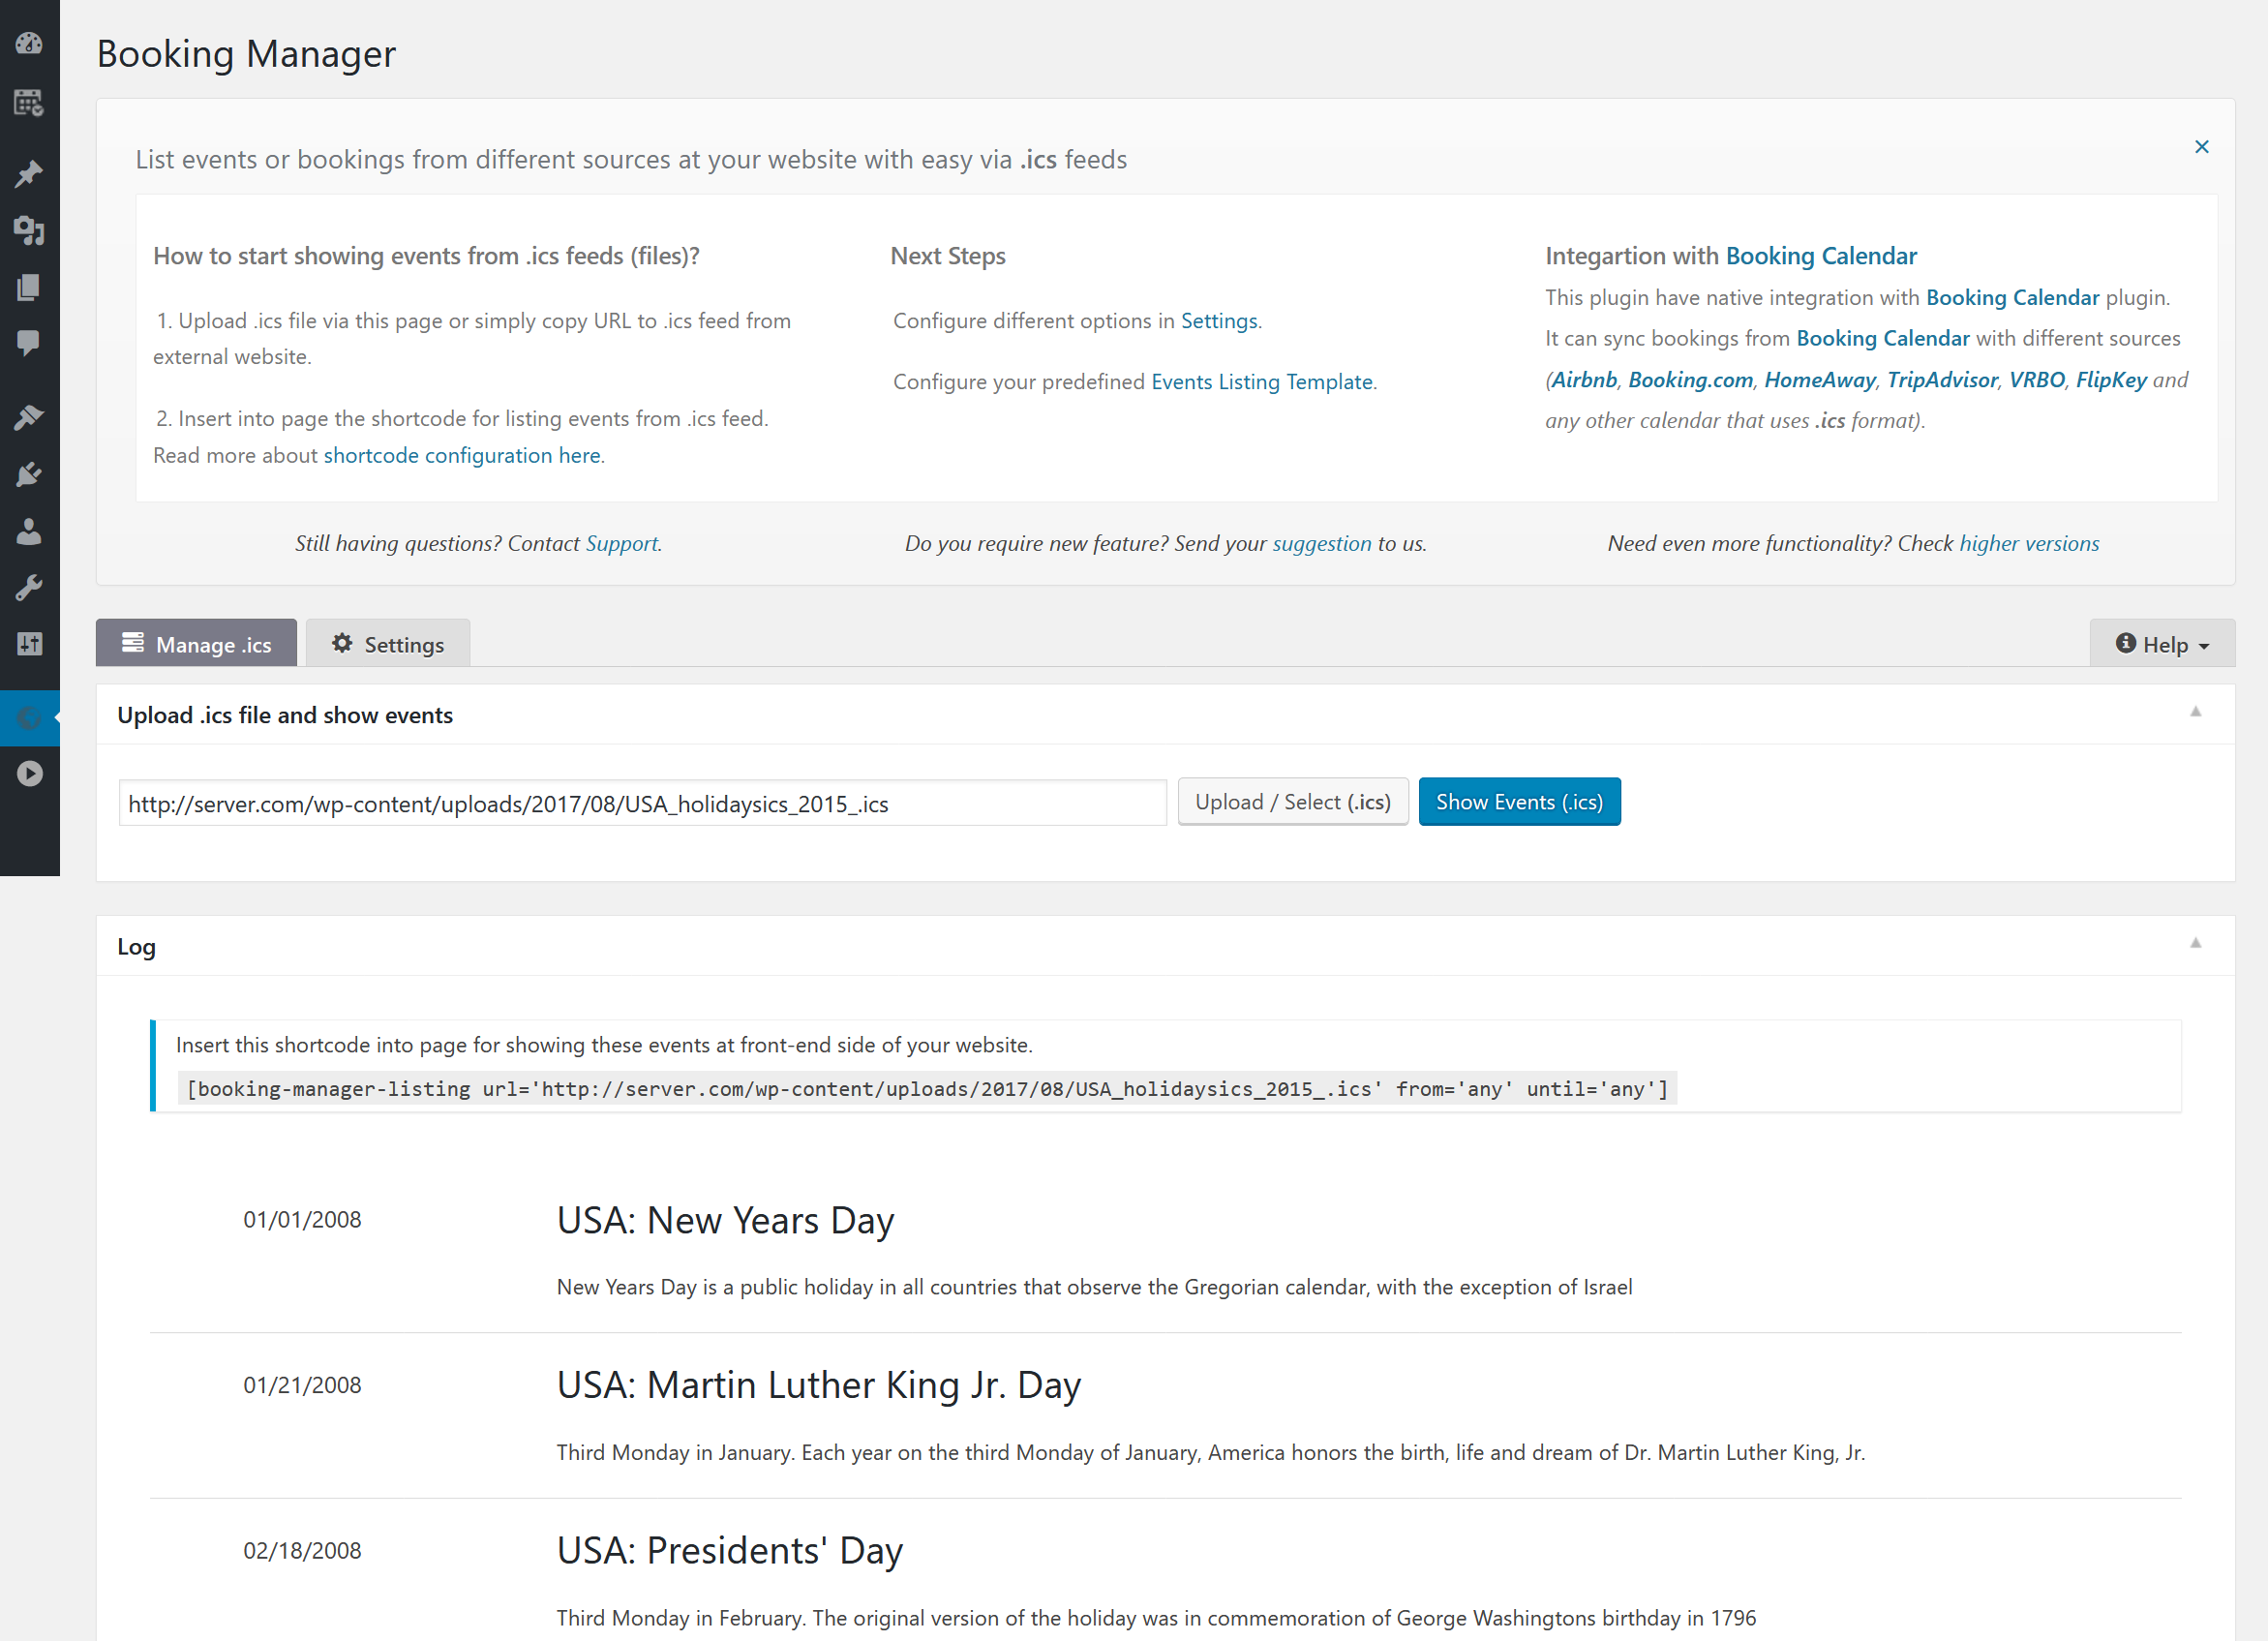 Booking Manager
List events or bookings from different sources at your website with easy via .ics feeds
How to start showing events from .ics feeds (files)?
1. Upload .ics file via this page or simply copy URL to .ics feed from
external website.
2. Insert into page the shortcode for listing events from .ics feed.
Read more about shortcode configuration here.
Next Steps
Configure different options in Settings.
Configure your predefined Events Listing Template.
Integartion with Booking Calendar
This plugin have native integration with Booking Calendar plugin.
It can sync bookings from Booking Calendar with different sources
(Airbnb, Booking.com, HomeAway, TripAdvisor, VRBO, FlipKey and
any other calendar that uses .ics format).
Still having questions? Contact Support.
Do you require new feature? Send your suggestion to us.
Need even more functionality? Check higher versions
Manage .ics
Settings
Help
Upload .ics file and show events
http://server.com/wp-content/uploads/2017/08/USA_holidaysics_2015_.ics
Upload / Select (.ics)
Show Events (.ics)
Log
Insert this shortcode into page for showing these events at front-end side of your website.
[booking-manager-listing url='http://server.com/wp-content/uploads/2017/08/USA_holidaysics_2015_.ics' from='any' until='any']
01/01/2008
USA: New Years Day
New Years Day is a public holiday in all countries that observe the Gregorian calendar, with the exception of Israel
01/21/2008
USA: Martin Luther King Jr. Day
Third Monday in January. Each year on the third Monday of January, America honors the birth, life and dream of Dr. Martin Luther King, Jr.
02/18/2008
USA: Presidents' Day
Third Monday in February. The original version of the holiday was in commemoration of George Washingtons birthday in 1796